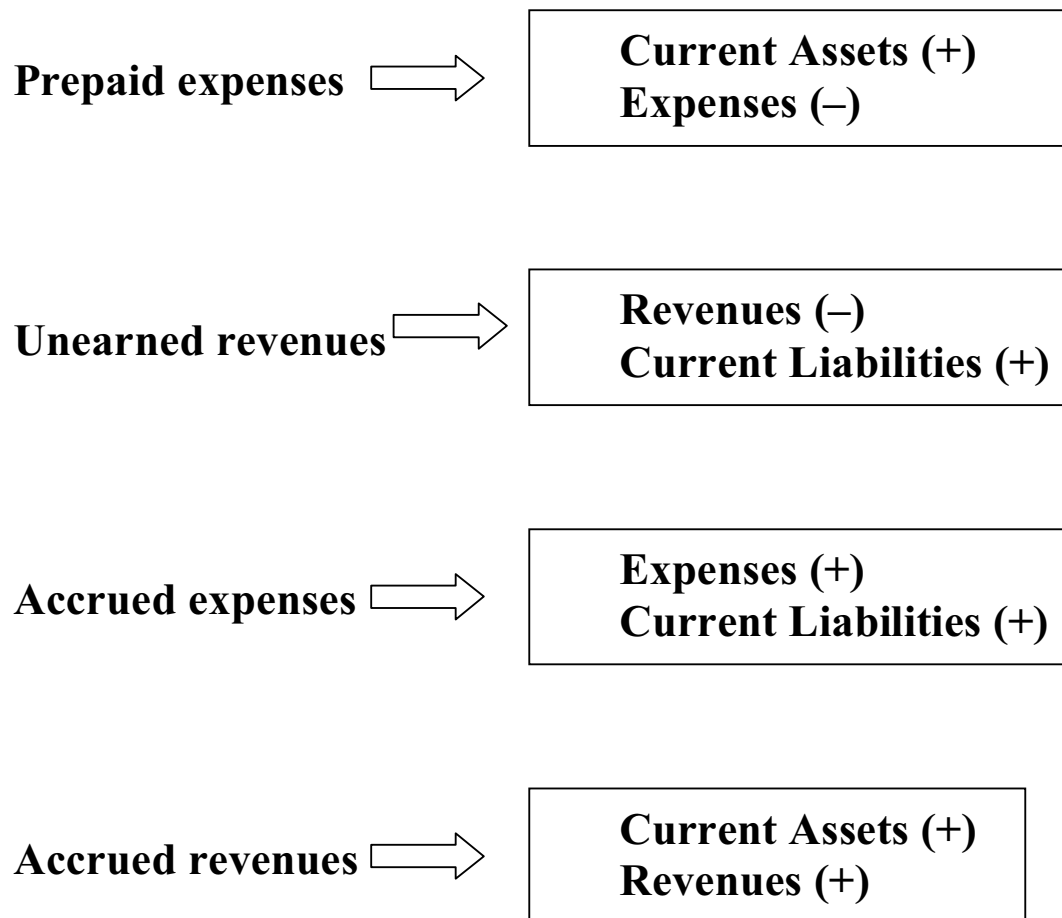 Prepaid expenses
Current Assets (+)
Expenses (–)
Unearned revenues
Revenues (–)
Current Liabilities (+)
Accrued expenses
Expenses (+)
Current Liabilities (+)
Accrued revenues
Current Assets (+)
Revenues (+)